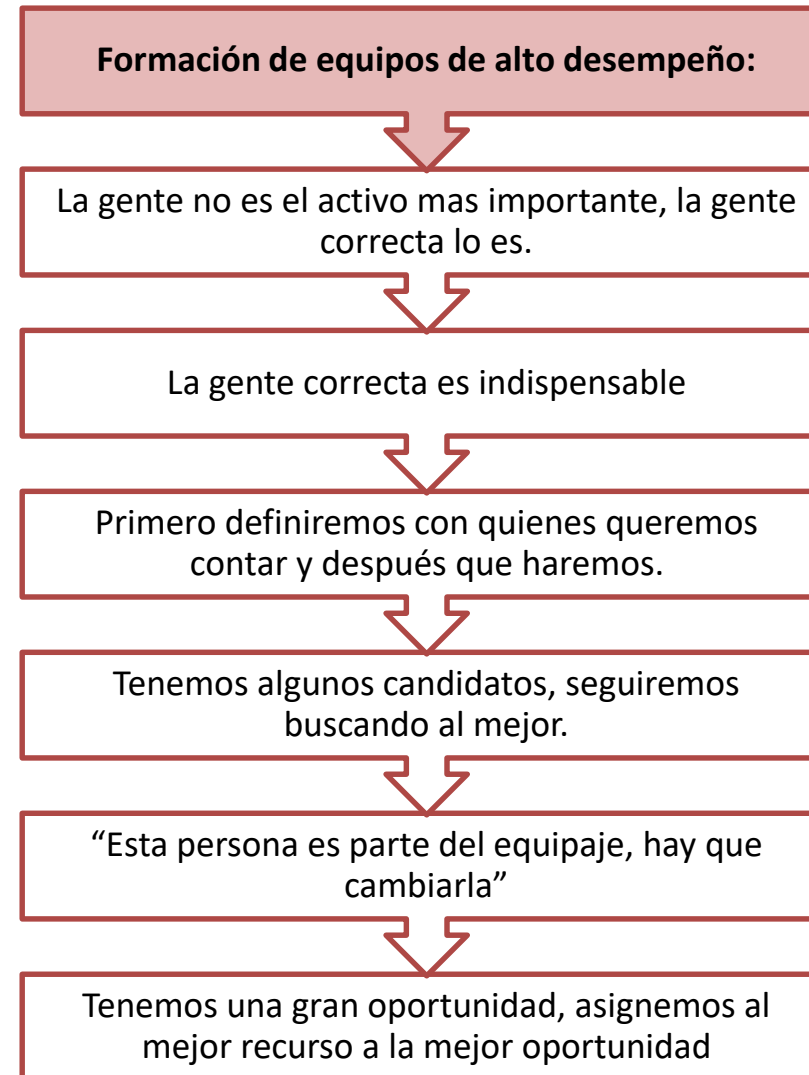 Formación de equipos de alto desempeño:
La gente no es el activo mas importante, la gente
correcta lo es.
La gente correcta es indispensable
Primero definiremos con quienes queremos
contar y después que haremos.
Tenemos algunos candidatos, seguiremos
buscando al mejor.
“Esta persona es parte del equipaje, hay que
cambiarla”
Tenemos una gran oportunidad, asignemos al
mejor recurso a la mejor oportunidad